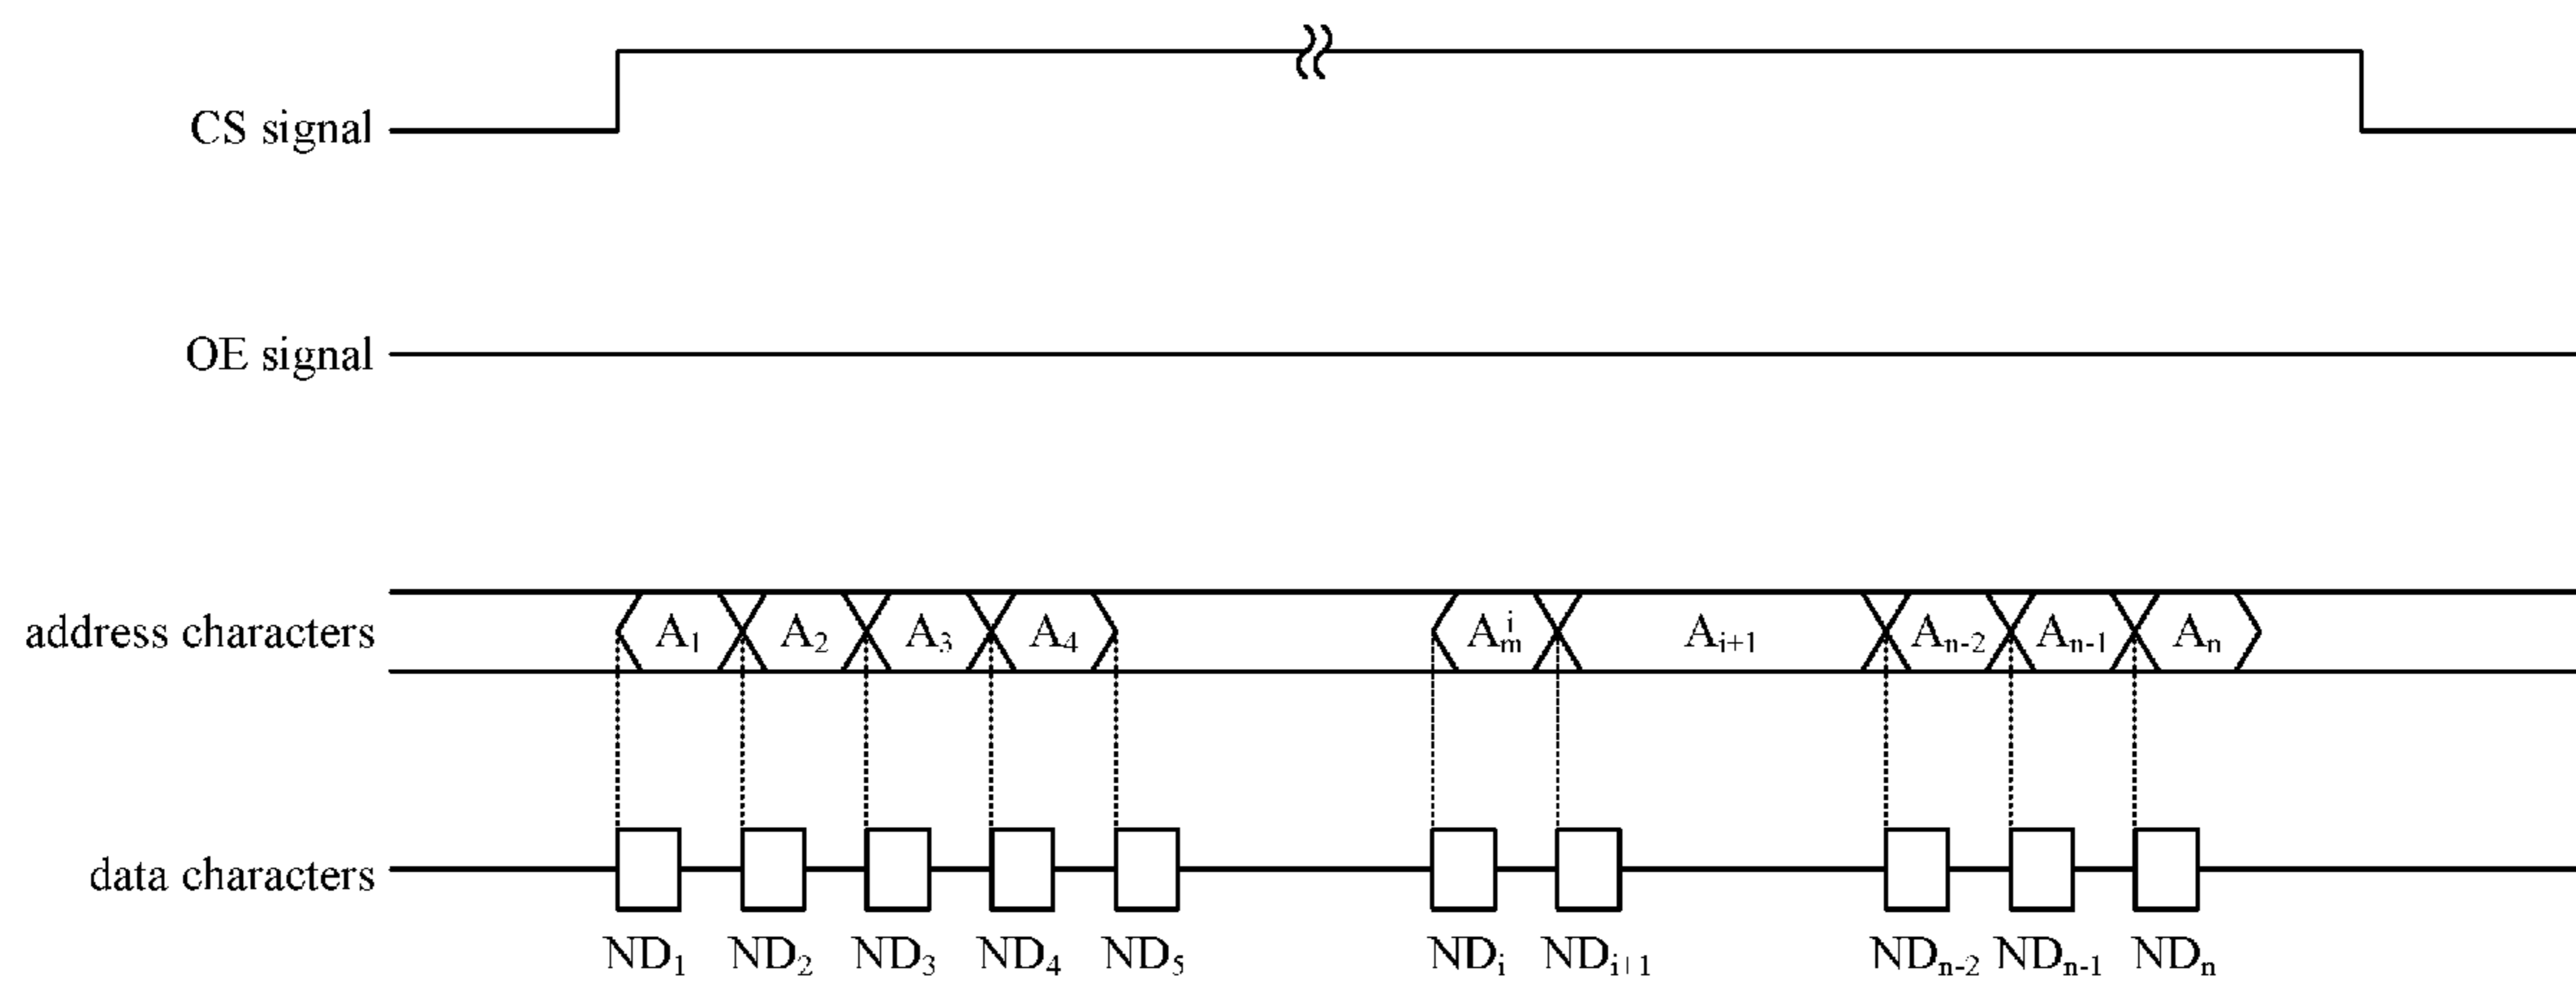 CS signal
OE signal
address characters A₁ A₂ A₃ A₄ Aₘⁱ Aᵢ₊₁ Aₙ₋₂ Aₙ₋₁ Aₙ
data characters
ND₁ ND₂ ND₃ ND₄ ND₅ NDᵢ NDᵢ₊₁ NDₙ₋₂ NDₙ₋₁ NDₙ